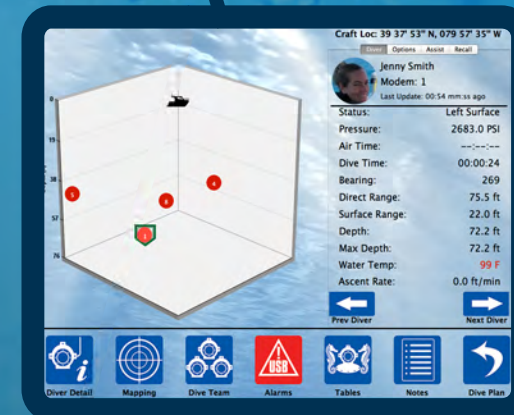 Craft Loc: 39 37' 53" N, 079 57' 35" W
Diver Options Assist Recall
Jenny Smith
Modem: 1
Last Update: 00:54 mm:ss ago
Status: Left Surface
Pressure: 2683.0 PSI
Air Time: --:--:--
Dive Time: 00:00:24
Bearing: 269
Direct Range: 75.5 ft
Surface Range: 22.0 ft
Depth: 72.2 ft
Max Depth: 72.2 ft
Water Temp: 99 F
Ascent Rate: 0.0 ft/min
Prev Diver Next Diver
0
19
38
57
76
5
8
4
1
i
USB
Diver Detail Mapping Dive Team Alarms Tables Notes Dive Plan